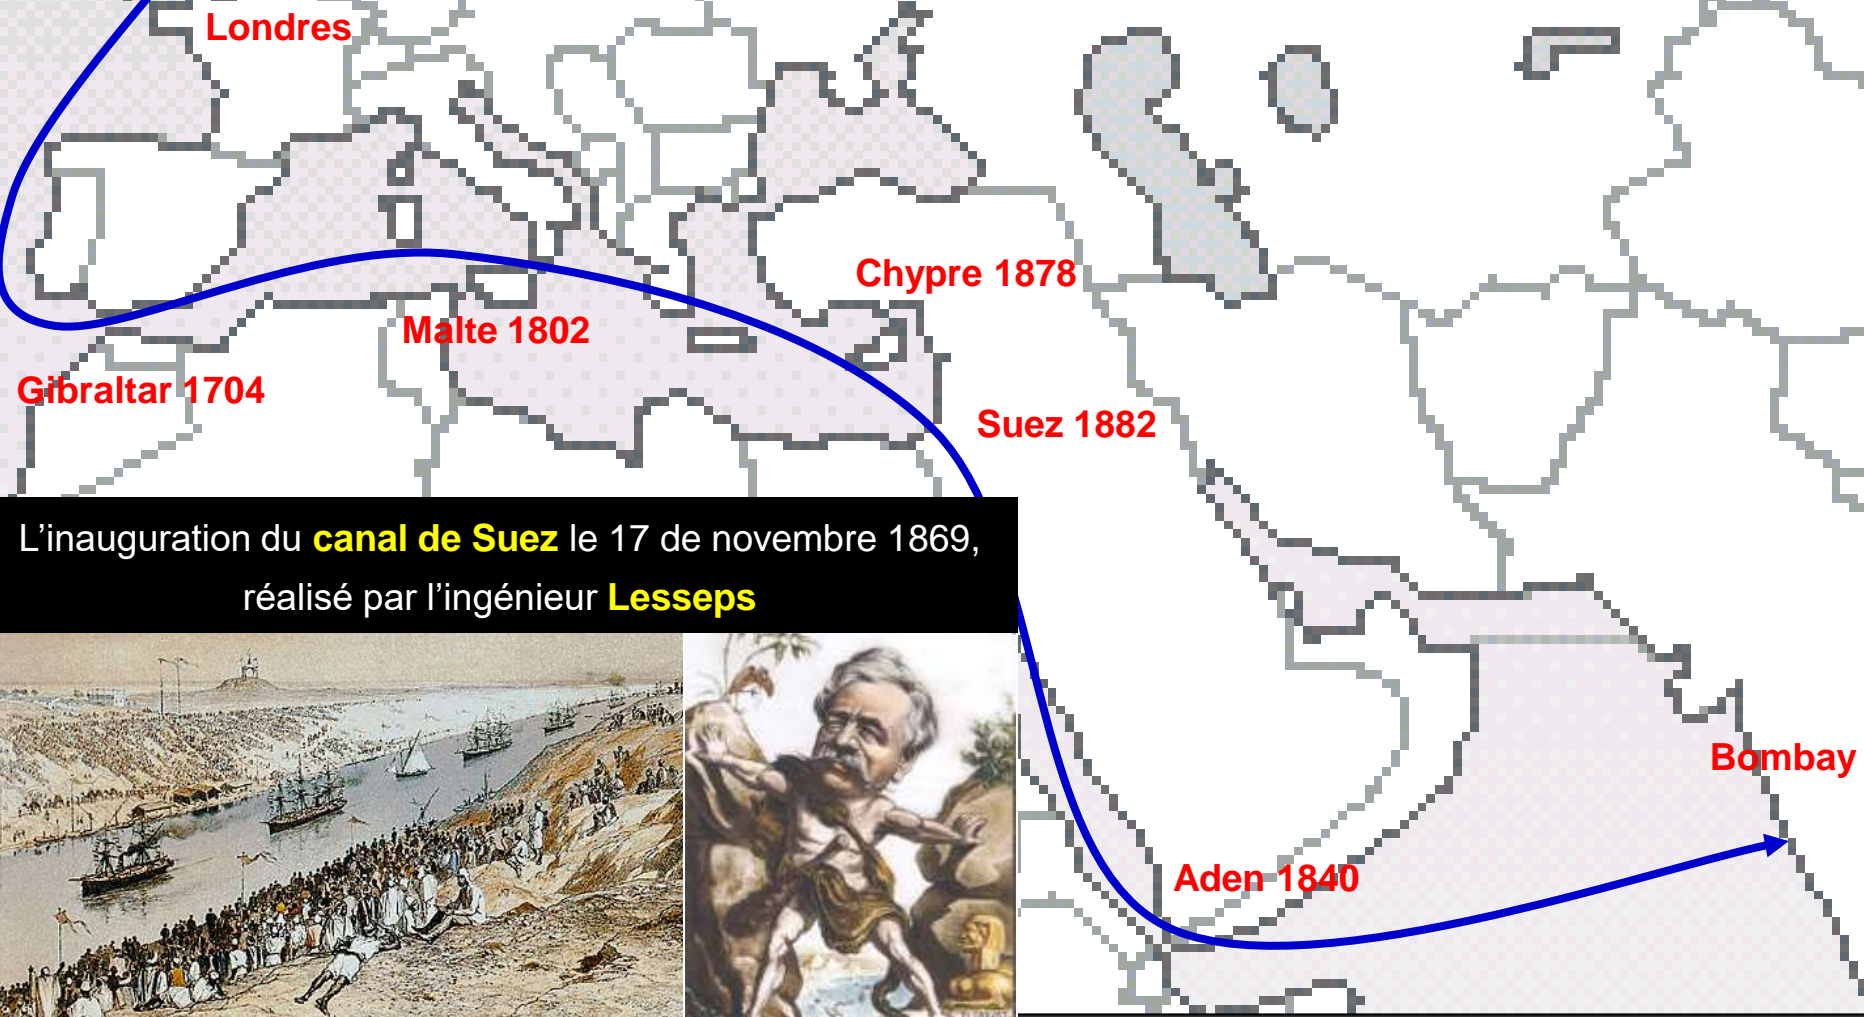 Londres
Chypre 1878
Malte 1802
Gibraltar 1704
Suez 1882
L'inauguration du canal de Suez le 17 de novembre 1869,
réalisé par l'ingénieur Lesseps
Bombay
Aden 1840